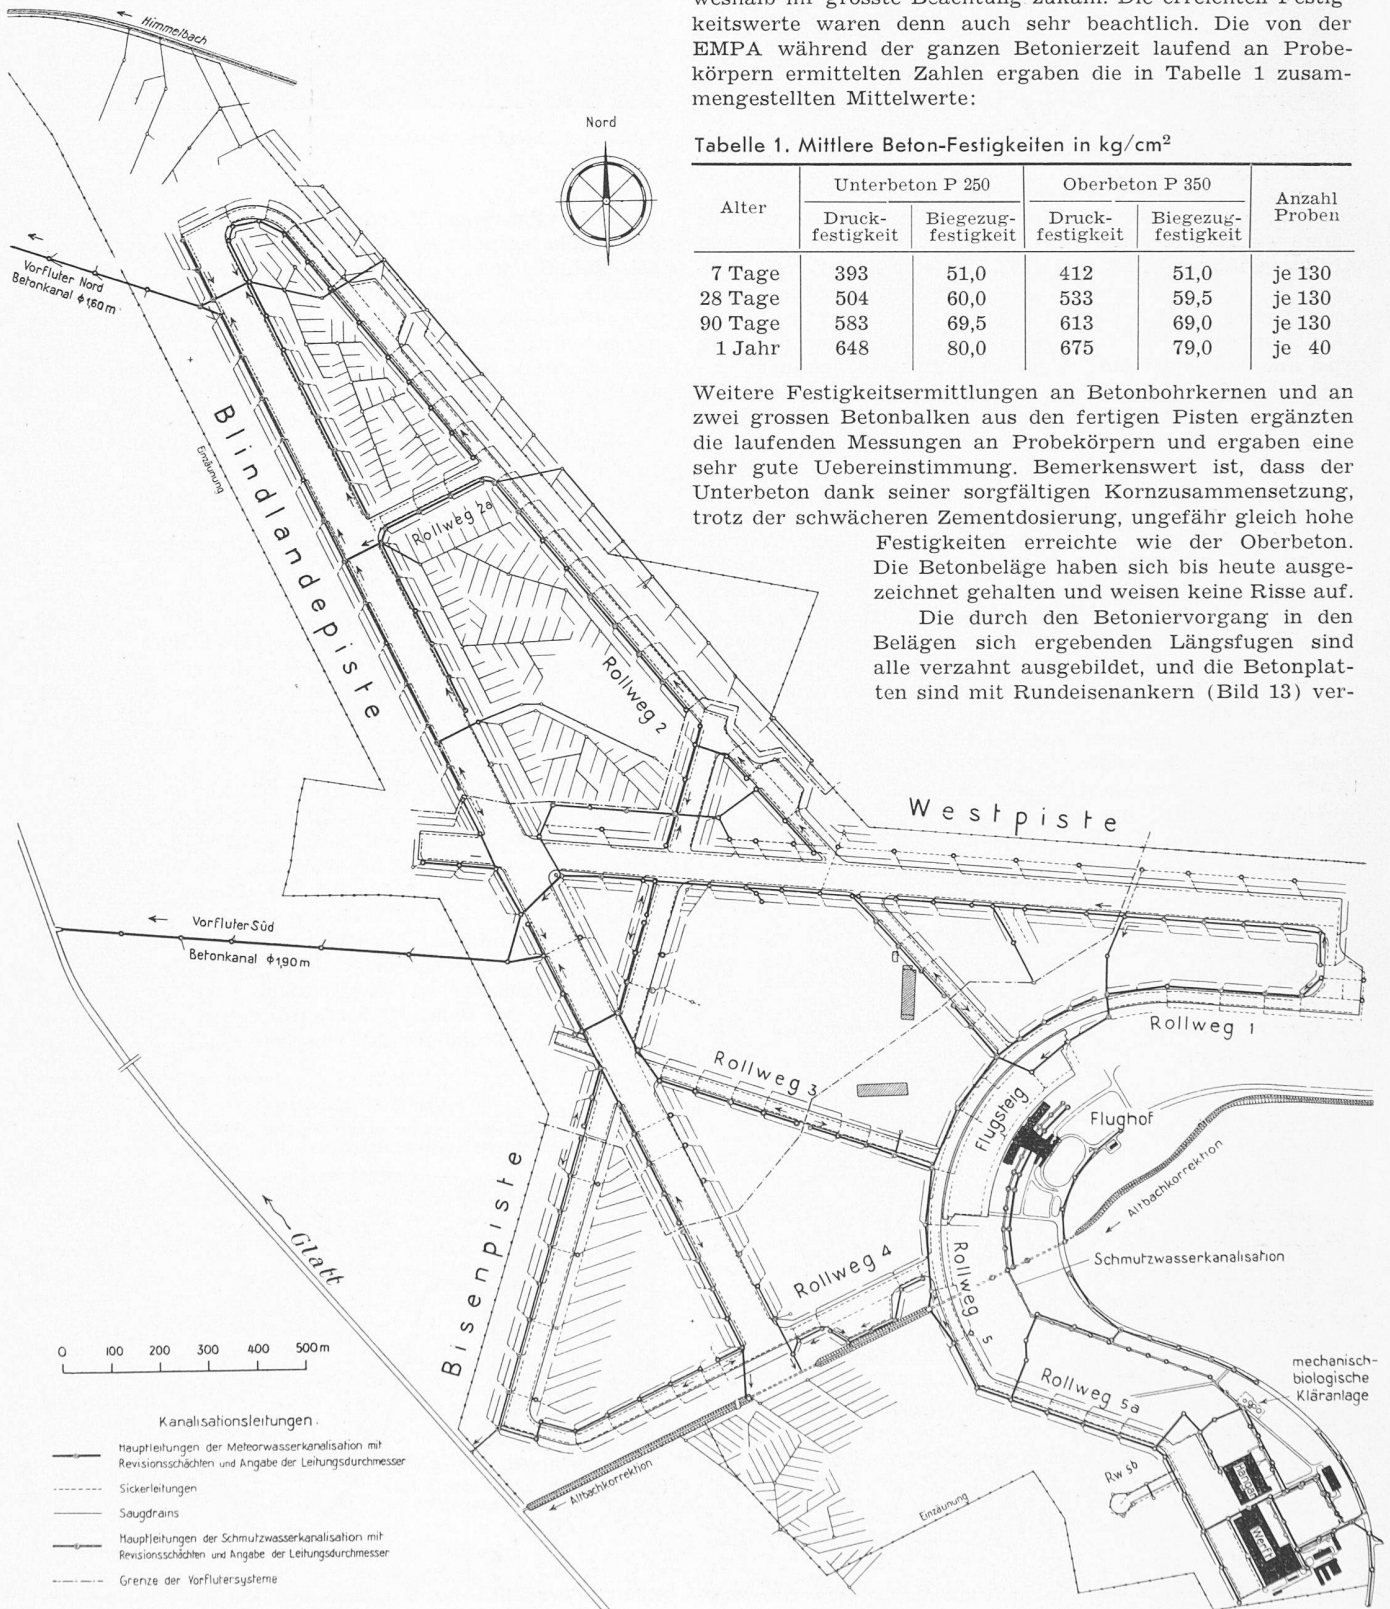 weshalb ihr grösste Beachtung zukam. Die erreichten Festig-
keitswerte waren denn auch sehr beachtlich. Die von der
EMPA während der ganzen Betonierzeit laufend an Probe-
körpern ermittelten Zahlen ergaben die in Tabelle 1 zusam-
mengestellten Mittelwerte:
Tabelle 1. Mittlere Beton-Festigkeiten in kg/cm²
Alter
Unterbeton P 250
Oberbeton P 350
Anzahl
Proben
Druck-
festigkeit
Biegezug-
festigkeit
Druck-
festigkeit
Biegezug-
festigkeit
7 Tage 393 51,0 412 51,0 je 130
28 Tage 504 60,0 533 59,5 je 130
90 Tage 583 69,5 613 69,0 je 130
1 Jahr 648 80,0 675 79,0 je 40
Weitere Festigkeitsermittlungen an Betonbohrkernen und an
zwei grossen Betonbalken aus den fertigen Pisten ergänzten
die laufenden Messungen an Probekörpern und ergaben eine
sehr gute Uebereinstimmung. Bemerkenswert ist, dass der
Unterbeton dank seiner sorgfältigen Kornzusammensetzung,
trotz der schwächeren Zementdosierung, ungefähr gleich hohe
Festigkeiten erreichte wie der Oberbeton.
Die Betonbeläge haben sich bis heute ausge-
zeichnet gehalten und weisen keine Risse auf.
Die durch den Betoniervorgang in den
Belägen sich ergebenden Längsfugen sind
alle verzahnt ausgebildet, und die Betonplat-
ten sind mit Rundeisenankern (Bild 13) ver-
Himmelbach
Nord
Vorfluter Nord
Betonkanal ϕ 1,60 m
Blindlandepiste
Einzäunung
Rollweg 2a
Rollweg 2
Westpiste
Vorfluter Süd
Betonkanal ϕ 1,90 m
Rollweg 1
Rollweg 3
Flugsteig
Flughof
Altbachkorrektion
Bisenpiste
Glatt
Rollweg 4
Rollweg 5
Schmutzwasserkanalisation
mechanisch-
biologische
Kläranlage
Rollweg 5a
Rw 5b
Hangar
Werft
Altbachkorrektion
Einzäunung
0 100 200 300 400 500 m
Kanalisationsleitungen.
Hauptleitungen der Meteorwasserkanalisation mit
Revisionsschächten und Angabe der Leitungsdurchmesser
Sickerleitungen
Saugdrains
Hauptleitungen der Schmutzwasserkanalisation mit
Revisionsschächten und Angabe der Leitungsdurchmesser
Grenze der Vorflutersysteme